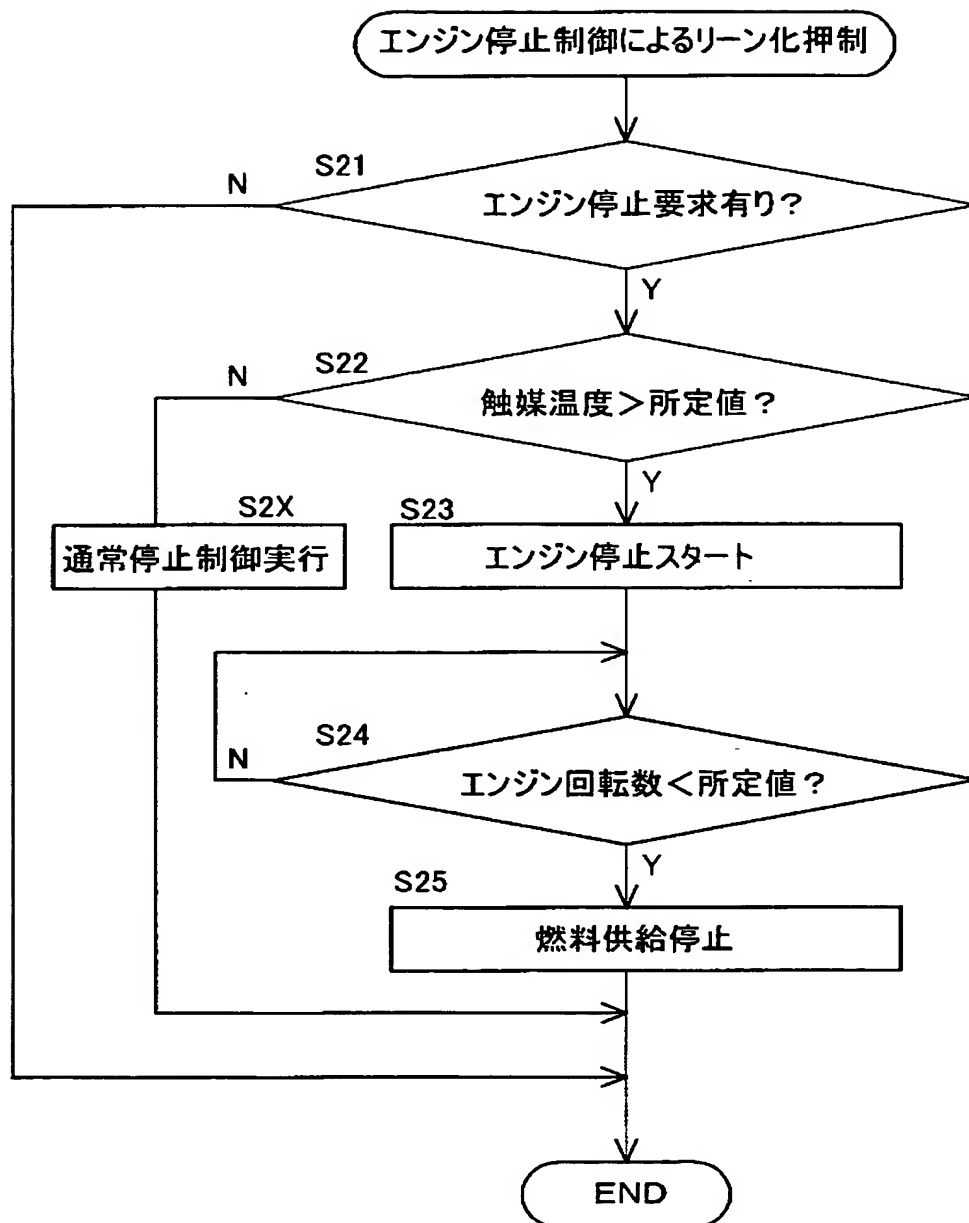 エンジン停止制御によるリーン化押制
S21
N
エンジン停止要求有り？
Y
S22
N
触媒温度＞所定値？
Y
S2X
S23
通常停止制御実行
エンジン停止スタート
S24
N
エンジン回転数＜所定値？
Y
S25
燃料供給停止
END